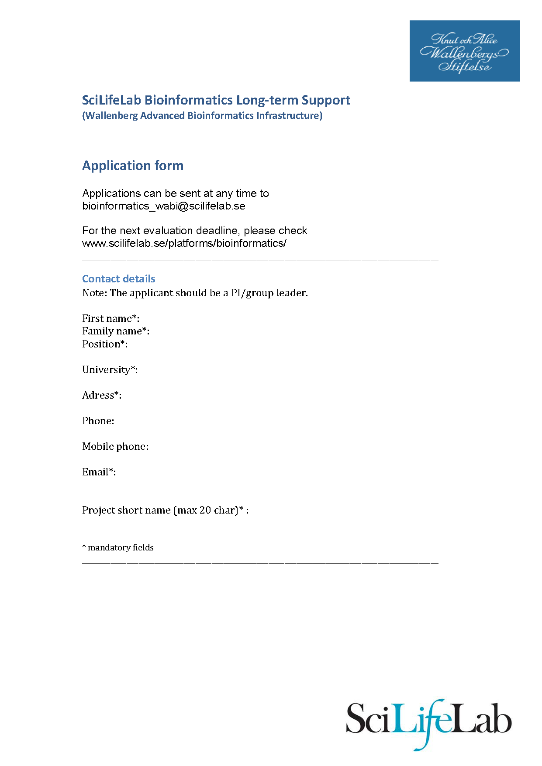 Knut och Alice
Wallenbergs
Stiftelse
SciLifeLab Bioinformatics Long-term Support
(Wallenberg Advanced Bioinformatics Infrastructure)
Application form
Applications can be sent at any time to
bioinformatics_wabi@scilifelab.se
For the next evaluation deadline, please check
www.scilifelab.se/platforms/bioinformatics/
Contact details
Note: The applicant should be a PI/group leader.
First name*:
Family name*:
Position*:
University*:
Adress*:
Phone:
Mobile phone:
Email*:
Project short name (max 20 char)* :
* mandatory fields
SciLifeLab